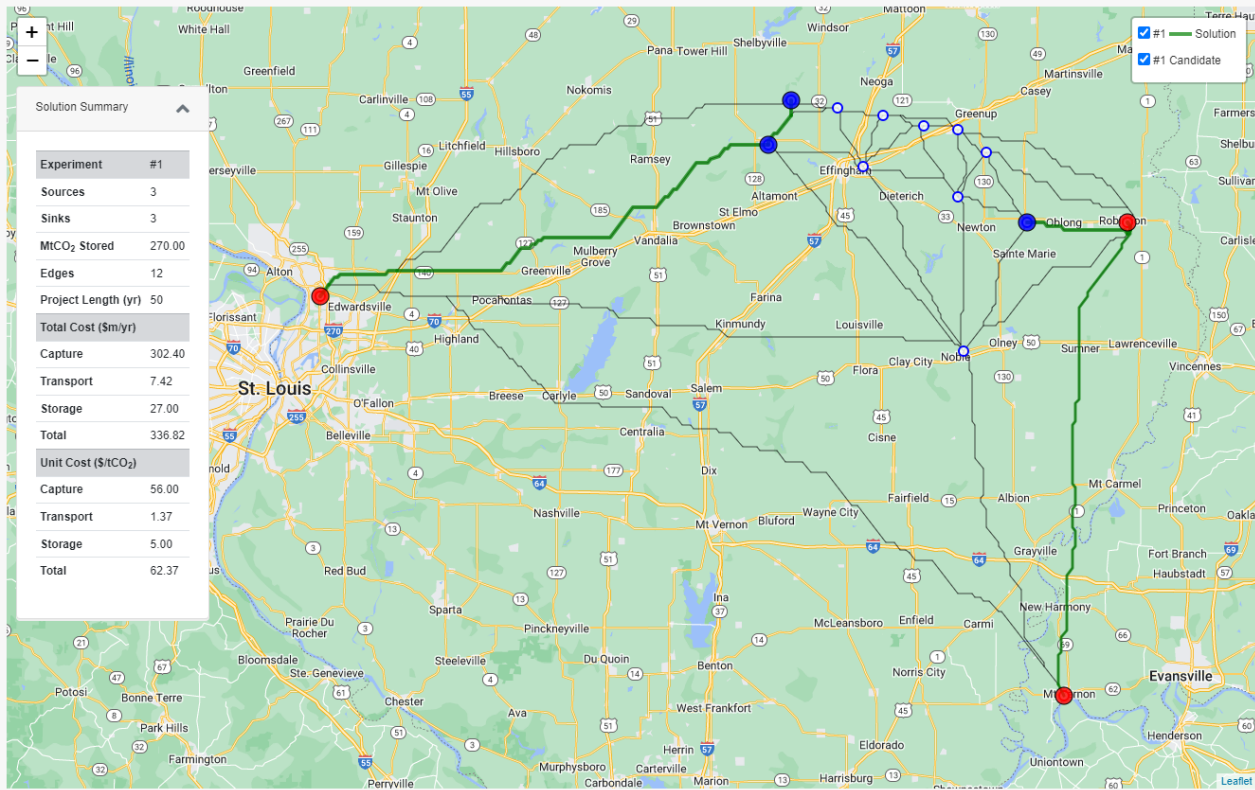 +
−
#1 Solution
#1 Candidate
Solution Summary
Experiment #1
Sources 3
Sinks 3
MtCO₂ Stored 270.00
Edges 12
Project Length (yr) 50
Total Cost ($m/yr)
Capture 302.40
Transport 7.42
Storage 27.00
Total 336.82
Unit Cost ($/tCO₂)
Capture 56.00
Transport 1.37
Storage 5.00
Total 62.37
Roodhouse
White Hall
Mattoon
Windsor
Shelbyville
Pana
Tower Hill
Neoga
Martinsville
Casey
Greenfield
Nokomis
Carlinville
Greenup
Litchfield
Hillsboro
Gillespie
Ramsey
Effingham
Mt Olive
Altamont
Dieterich
Staunton
St Elmo
Newton
Oblong
Brownstown
Vandalia
Sainte Marie
Mulberry
Grove
Alton
Greenville
Farina
Edwardsville
Pocahontas
Florissant
Kinmundy
Louisville
Highland
Noble
Olney
Sumner
Lawrenceville
Clay City
Flora
Vincennes
Collinsville
St. Louis
O'Fallon
Breese
Carlyle
Sandoval
Salem
Belleville
Centralia
Cisne
Dix
Mt Carmel
Fairfield
Albion
Princeton
Nashville
Mt Vernon
Bluford
Wayne City
Grayville
Fort Branch
Haubstadt
Red Bud
Ina
New Harmony
Sparta
Prairie Du
Rocher
Pinckneyville
McLeansboro
Enfield
Carmi
Bloomsdale
Steeleville
Du Quoin
Benton
Norris City
Evansville
Ste. Genevieve
Potosi
Bonne Terre
Chester
Ava
West Frankfort
Park Hills
Henderson
Farmington
Herrin
Eldorado
Uniontown
Murphysboro
Carterville
Perryville
Carbondale
Marion
Harrisburg
Leaflet